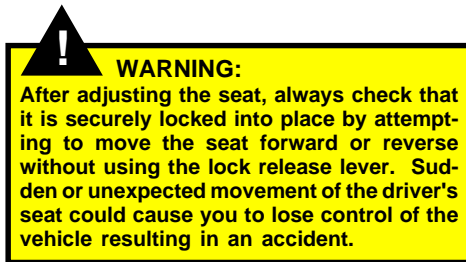 !
WARNING:
After adjusting the seat, always check that
it is securely locked into place by attempt-
ing to move the seat forward or reverse
without using the lock release lever. Sud-
den or unexpected movement of the driver's
seat could cause you to lose control of the
vehicle resulting in an accident.